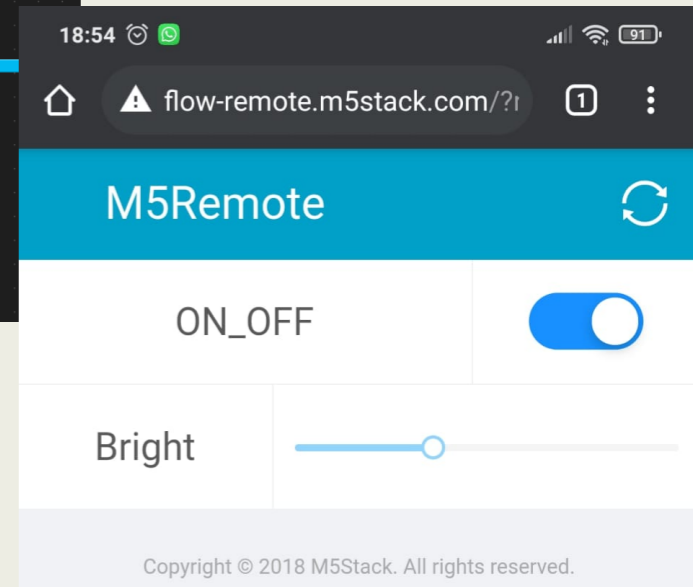 18:54
91
flow-remote.m5stack.com/?r
1
M5Remote
ON_OFF
Bright
Copyright © 2018 M5Stack. All rights reserved.